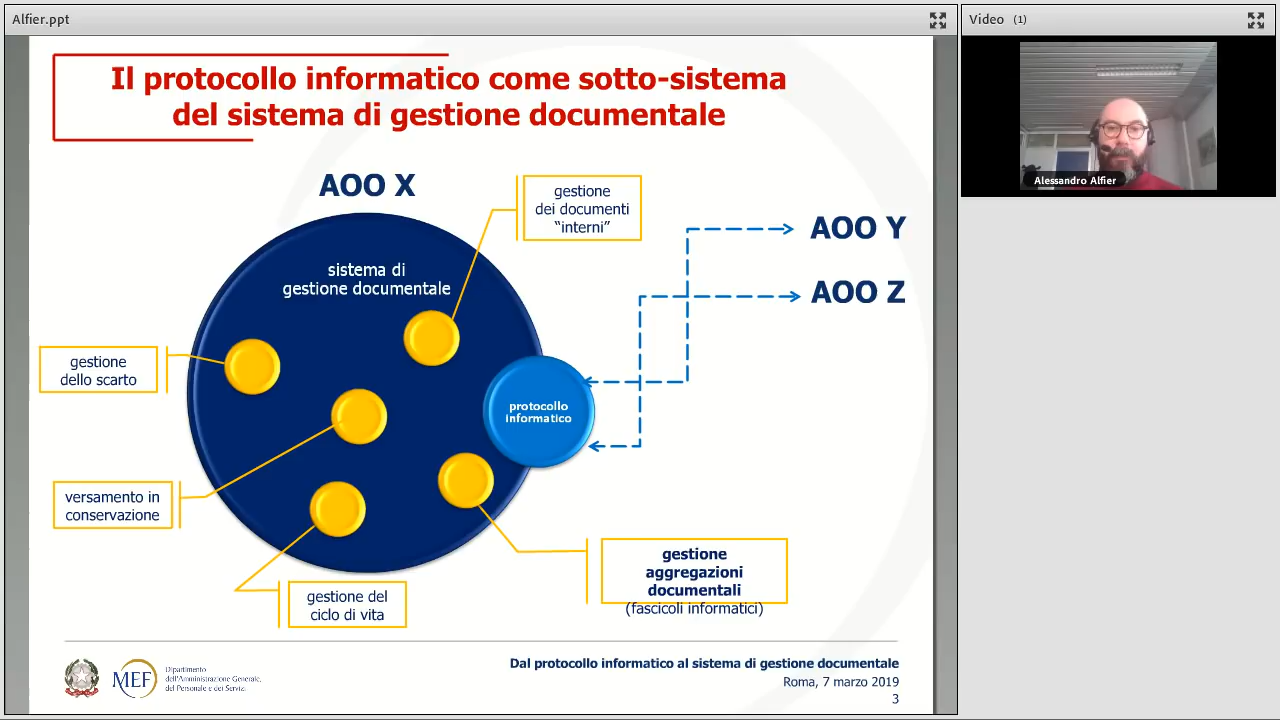 Alfier.ppt
Video (1)
Il protocollo informatico come sotto-sistema
del sistema di gestione documentale
AOO X
gestione
dei documenti
“interni”
AOO Y
AOO Z
sistema di
gestione documentale
gestione
dello scarto
protocollo
informatico
versamento in
conservazione
gestione
aggregazioni
documentali
(fascicoli informatici)
gestione del
ciclo di vita
Dal protocollo informatico al sistema di gestione documentale
Roma, 7 marzo 2019
3
MEF
Dipartimento
dell'Amministrazione Generale,
del Personale e dei Servizi.
Alessandro Alfier